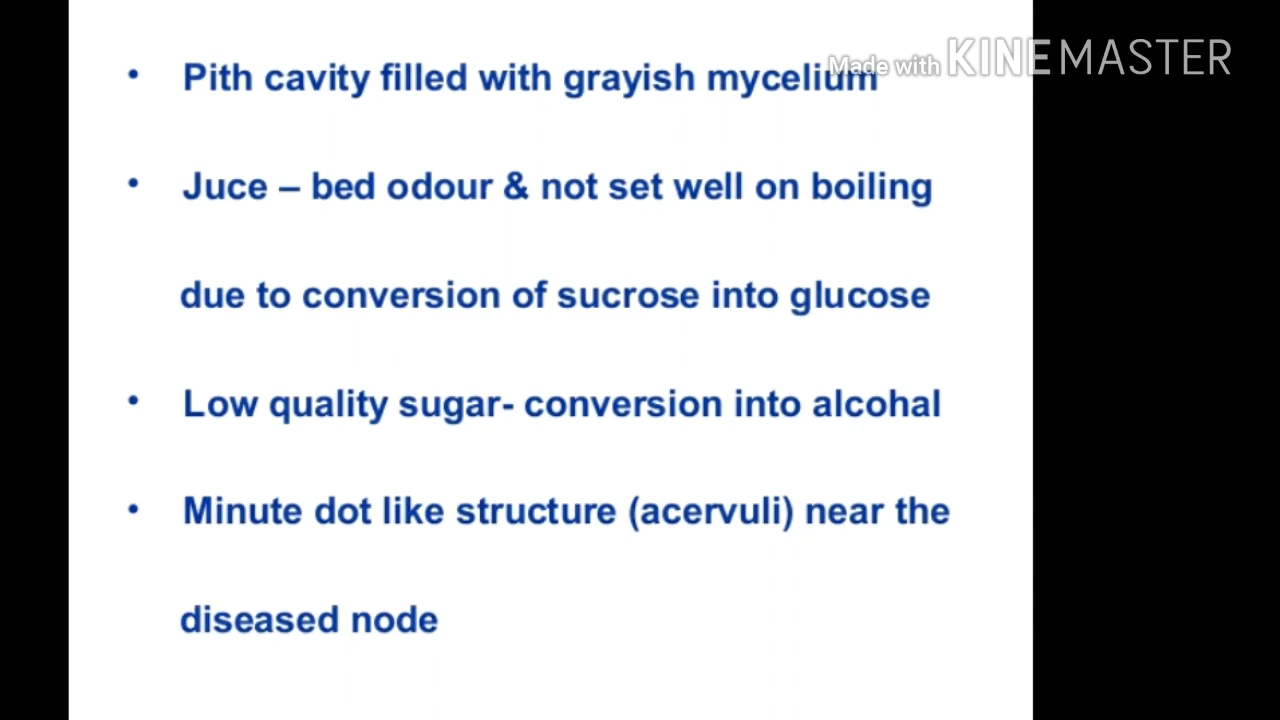 Made with KINEMASTER
• Pith cavity filled with grayish mycelium
• Juce – bed odour & not set well on boiling
due to conversion of sucrose into glucose
• Low quality sugar- conversion into alcohal
• Minute dot like structure (acervuli) near the
diseased node